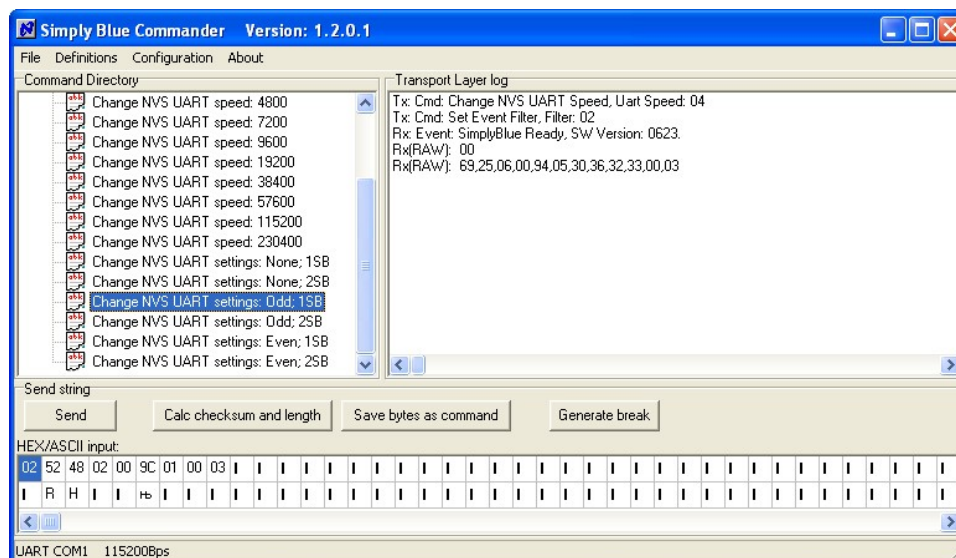 Simply Blue Commander Version: 1.2.0.1
File Definitions Configuration About
Command Directory
Change NVS UART speed: 4800
Change NVS UART speed: 7200
Change NVS UART speed: 9600
Change NVS UART speed: 19200
Change NVS UART speed: 38400
Change NVS UART speed: 57600
Change NVS UART speed: 115200
Change NVS UART speed: 230400
Change NVS UART settings: None; 1SB
Change NVS UART settings: None; 2SB
Change NVS UART settings: Odd; 1SB
Change NVS UART settings: Odd; 2SB
Change NVS UART settings: Even; 1SB
Change NVS UART settings: Even; 2SB
Transport Layer log
Tx: Cmd: Change NVS UART Speed, Uart Speed: 04
Tx: Cmd: Set Event Filter, Filter: 02
Rx: Event: SimplyBlue Ready, SW Version: 0623.
Rx(RAW): 00
Rx(RAW): 69,25,06,00,94,05,30,36,32,33,00,03
Send string
Send Calc checksum and length Save bytes as command Generate break
HEX/ASCII input:
02 52 48 02 00 9C 01 00 03
R H њ
UART COM1 115200Bps